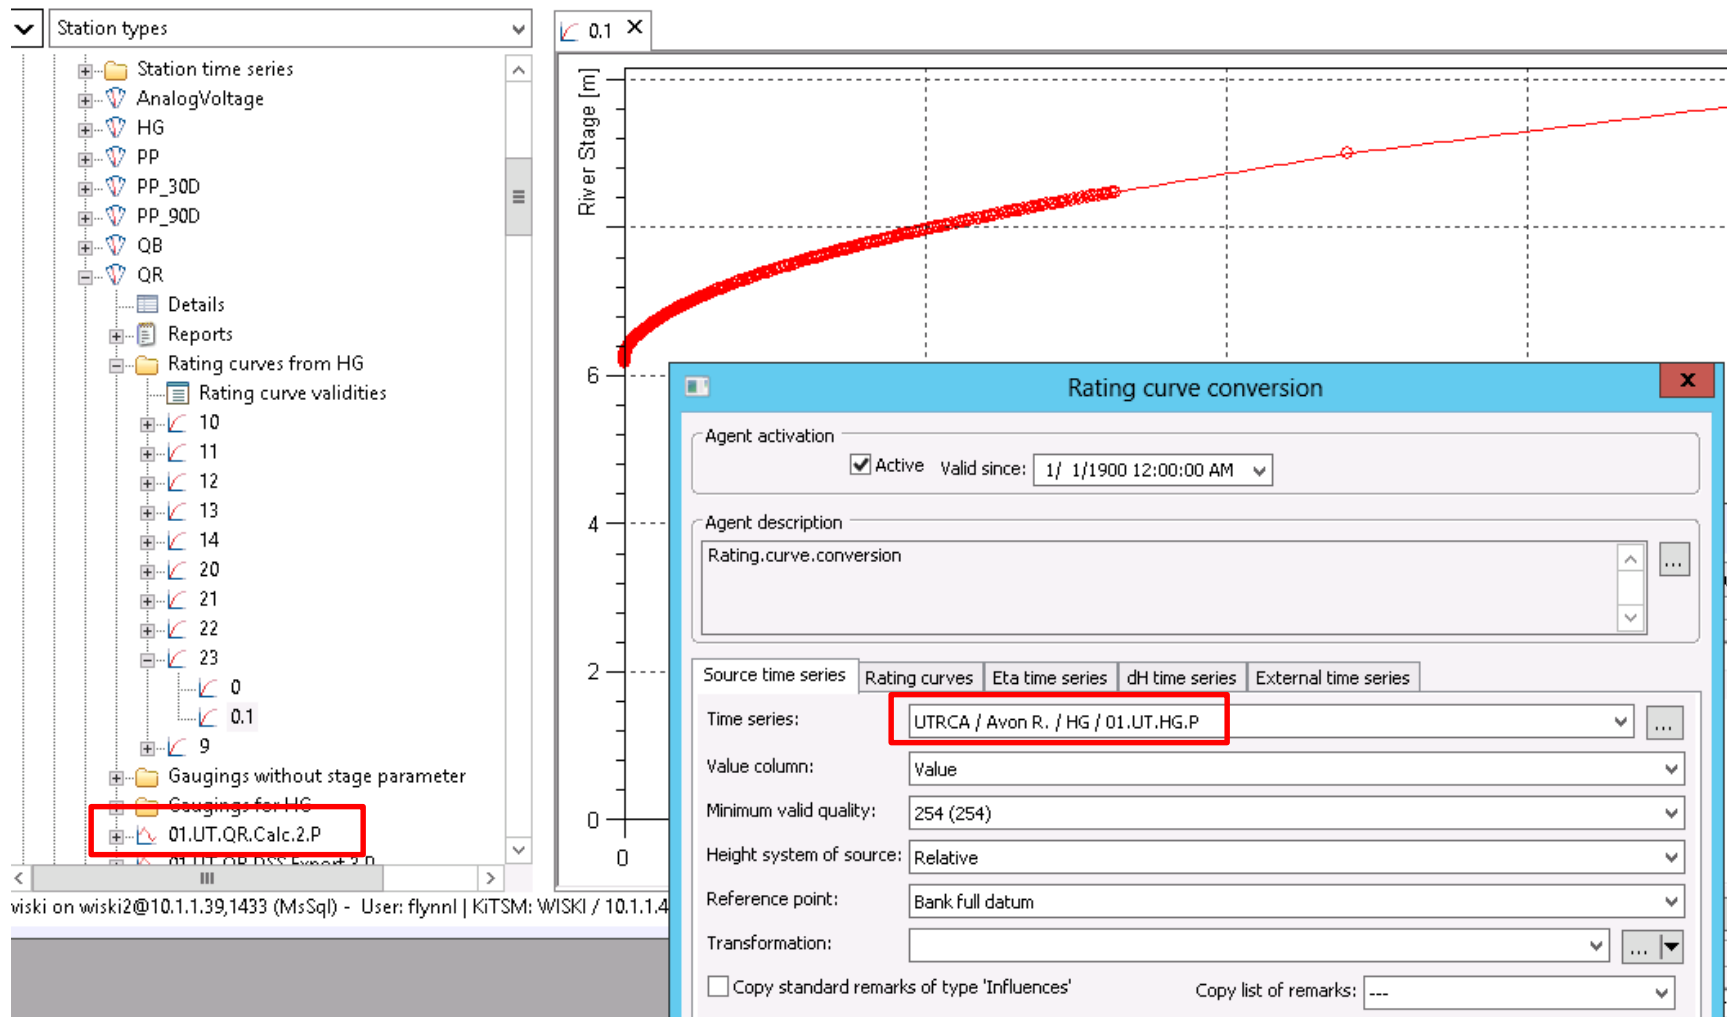 Station types
Station time series
AnalogVoltage
HG
PP
PP_30D
PP_90D
QB
QR
Details
Reports
Rating curves from HG
Rating curve validities
10
11
12
13
14
20
21
22
23
0
0.1
9
Gaugings without stage parameter
Gaugings for HG
01.UT.QR.Calc.2.P
01.UT.QR.DSS Export 3.P
wiski on wiski2@10.1.1.39,1433 (MsSql) - User: flynnl | KiTSM: WISKI / 10.1.1.4
0.1
River Stage [m]
6
4
2
0
0
Rating curve conversion
Agent activation
Active Valid since: 1/ 1/1900 12:00:00 AM
Agent description
Rating.curve.conversion
...
Source time series Rating curves Eta time series dH time series External time series
Time series: UTRCA / Avon R. / HG / 01.UT.HG.P ...
Value column: Value
Minimum valid quality: 254 (254)
Height system of source: Relative
Reference point: Bank full datum
Transformation: ...
Copy standard remarks of type 'Influences' Copy list of remarks: ---